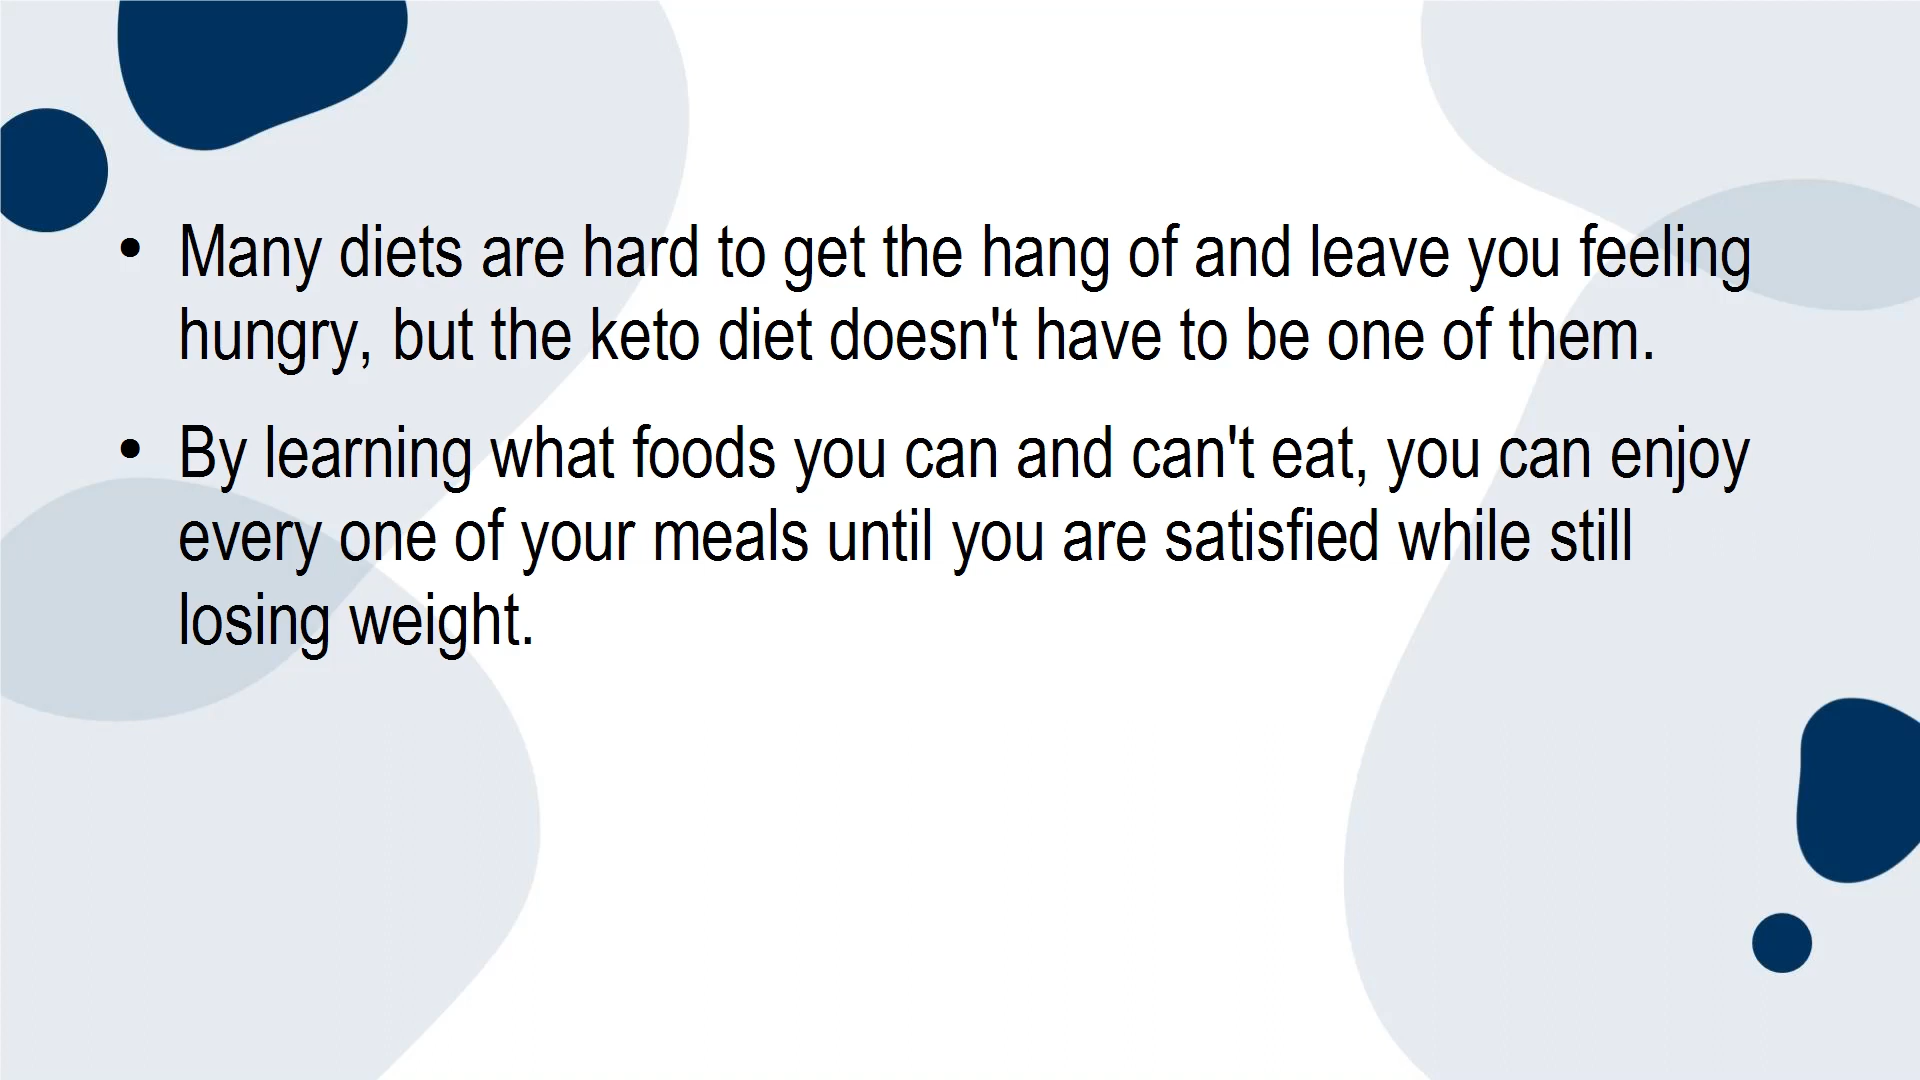 • Many diets are hard to get the hang of and leave you feeling
hungry, but the keto diet doesn't have to be one of them.
• By learning what foods you can and can't eat, you can enjoy
every one of your meals until you are satisfied while still
losing weight.